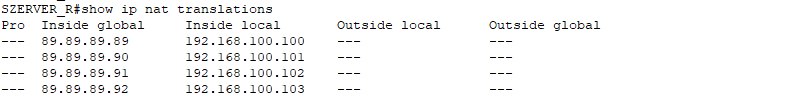 SZERVER_R#show ip nat translations
Pro  Inside global     Inside local       Outside local      Outside global
---  89.89.89.89       192.168.100.100    ---                ---
---  89.89.89.90       192.168.100.101    ---                ---
---  89.89.89.91       192.168.100.102    ---                ---
---  89.89.89.92       192.168.100.103    ---                ---